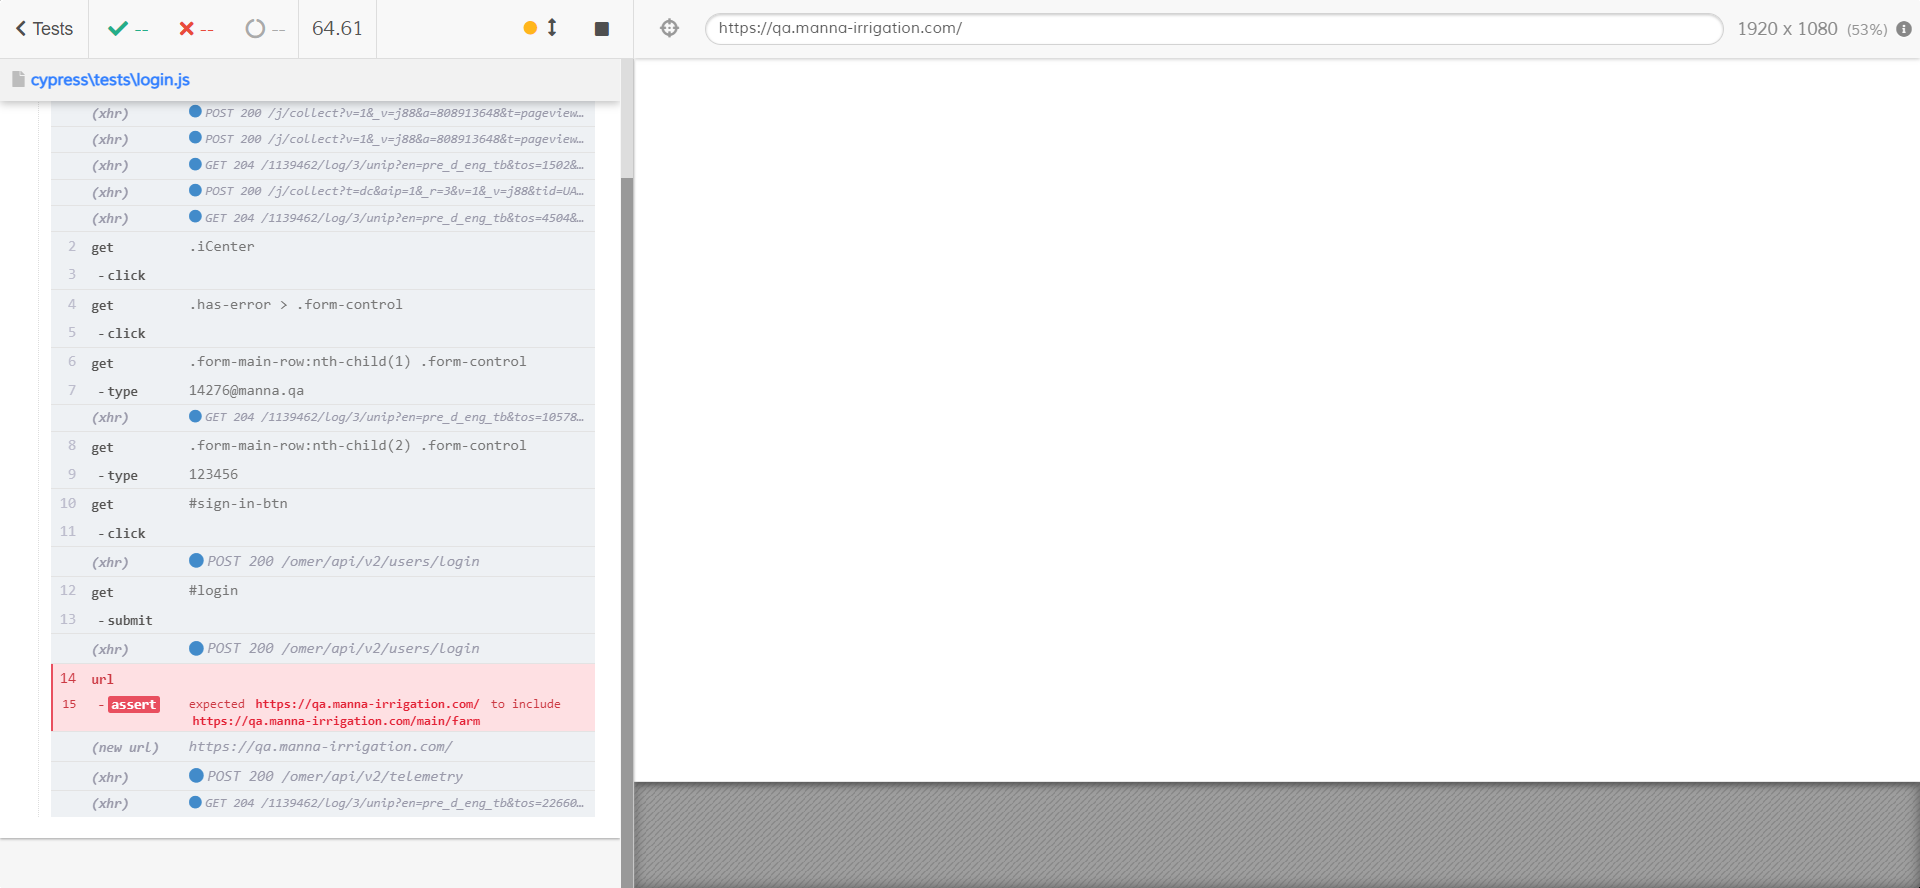 Tests
--
--
--
64.61
https://qa.manna-irrigation.com/
1920 x 1080 (53%)
cypress\tests\login.js
(xhr) POST 200 /j/collect?v=1&_v=j88&a=808913648&t=pageview…
(xhr) POST 200 /j/collect?v=1&_v=j88&a=808913648&t=pageview…
(xhr) GET 204 /1139462/log/3/unip?en=pre_d_eng_tb&tos=1502&…
(xhr) POST 200 /j/collect?t=dc&aip=1&_r=3&v=1&_v=j88&tid=UA…
(xhr) GET 204 /1139462/log/3/unip?en=pre_d_eng_tb&tos=4504&…
2 get .iCenter
3 -click
4 get .has-error > .form-control
5 -click
6 get .form-main-row:nth-child(1) .form-control
7 -type 14276@manna.qa
(xhr) GET 204 /1139462/log/3/unip?en=pre_d_eng_tb&tos=10578…
8 get .form-main-row:nth-child(2) .form-control
9 -type 123456
10 get #sign-in-btn
11 -click
(xhr) POST 200 /omer/api/v2/users/login
12 get #login
13 -submit
(xhr) POST 200 /omer/api/v2/users/login
14 url
15 -assert expected https://qa.manna-irrigation.com/ to include
https://qa.manna-irrigation.com/main/farm
(new url) https://qa.manna-irrigation.com/
(xhr) POST 200 /omer/api/v2/telemetry
(xhr) GET 204 /1139462/log/3/unip?en=pre_d_eng_tb&tos=22660…